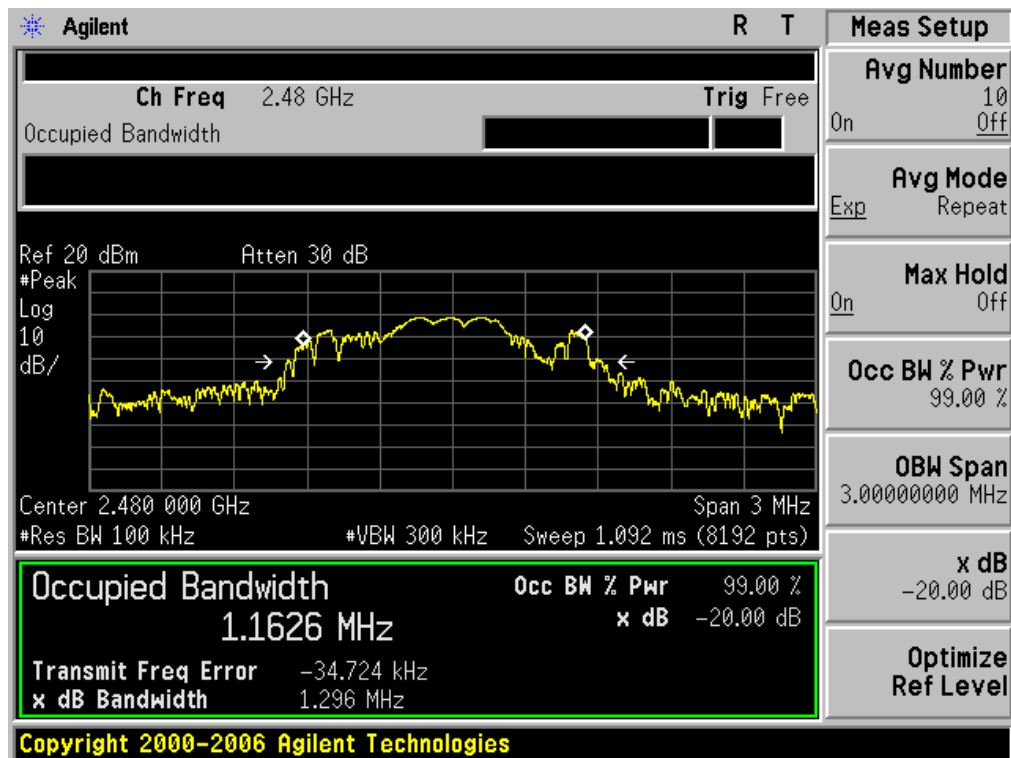 Agilent R T
Ch Freq 2.48 GHz Trig Free
Occupied Bandwidth
Ref 20 dBm Atten 30 dB
#Peak
Log
10
dB/
Center 2.480 000 GHz Span 3 MHz
#Res BW 100 kHz #VBW 300 kHz Sweep 1.092 ms (8192 pts)
Occupied Bandwidth
1.1626 MHz
Occ BW % Pwr 99.00 %
x dB -20.00 dB
Transmit Freq Error -34.724 kHz
x dB Bandwidth 1.296 MHz
Copyright 2000-2006 Agilent Technologies
Meas Setup
Avg Number
10
On Off
Avg Mode
Exp Repeat
Max Hold
On Off
Occ BW % Pwr
99.00 %
OBW Span
3.00000000 MHz
x dB
-20.00 dB
Optimize
Ref Level